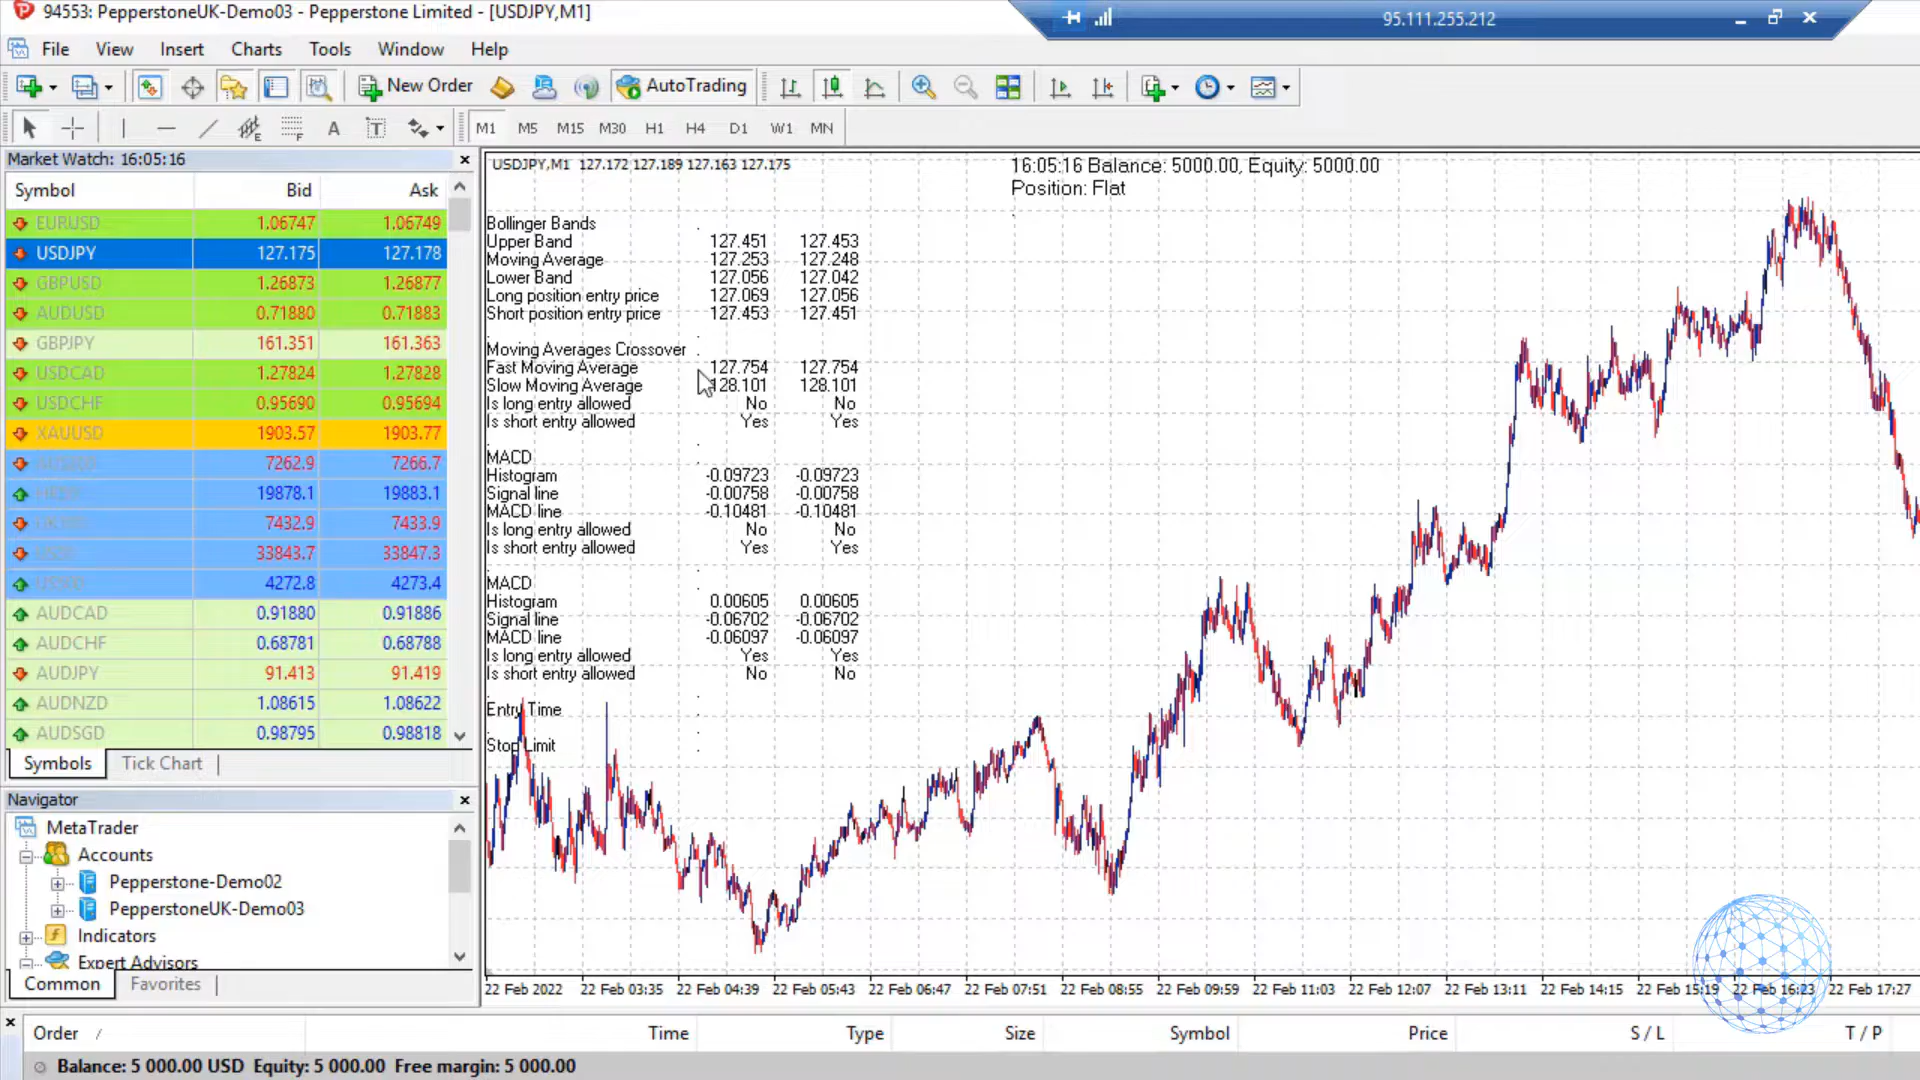 94553: PepperstoneUK-Demo03 - Pepperstone Limited - [USDJPY,M1]
95.111.255.212
File View Insert Charts Tools Window Help
New Order AutoTrading
M1 M5 M15 M30 H1 H4 D1 W1 MN
Market Watch: 16:05:16
Symbol Bid Ask
EURUSD 1.06747 1.06749
USDJPY 127.175 127.178
GBPUSD 1.26873 1.26877
AUDUSD 0.71880 0.71883
GBPJPY 161.351 161.363
USDCAD 1.27824 1.27828
USDCHF 0.95690 0.95694
XAUUSD 1903.57 1903.77
7262.9 7266.7
19878.1 19883.1
7432.9 7433.9
33843.7 33847.3
4272.8 4273.4
AUDCAD 0.91880 0.91886
AUDCHF 0.68781 0.68788
AUDJPY 91.413 91.419
AUDNZD 1.08615 1.08622
AUDSGD 0.98795 0.98818
Symbols Tick Chart
Navigator
MetaTrader
Accounts
Pepperstone-Demo02
PepperstoneUK-Demo03
Indicators
Expert Advisors
Common Favorites
USDJPY,M1 127.172 127.189 127.163 127.175
16:05:16 Balance: 5000.00, Equity: 5000.00
Position: Flat
Bollinger Bands
Upper Band 127.451 127.453
Moving Average 127.253 127.248
Lower Band 127.056 127.042
Long position entry price 127.069 127.056
Short position entry price 127.453 127.451
Moving Averages Crossover
Fast Moving Average 127.754 127.754
Slow Moving Average 128.101 128.101
Is long entry allowed No No
Is short entry allowed Yes Yes
MACD
Histogram -0.09723 -0.09723
Signal line -0.00758 -0.00758
MACD line -0.10481 -0.10481
Is long entry allowed No No
Is short entry allowed Yes Yes
MACD
Histogram 0.00605 0.00605
Signal line -0.06702 -0.06702
MACD line -0.06097 -0.06097
Is long entry allowed Yes Yes
Is short entry allowed No No
Entry Time
Stop Limit
22 Feb 2022 22 Feb 03:35 22 Feb 04:39 22 Feb 05:43 22 Feb 06:47 22 Feb 07:51 22 Feb 08:55 22 Feb 09:59 22 Feb 11:03 22 Feb 12:07 22 Feb 13:11 22 Feb 14:15 22 Feb 15:19 22 Feb 16:23 22 Feb 17:27
Order / Time Type Size Symbol Price S / L T / P
Balance: 5 000.00 USD Equity: 5 000.00 Free margin: 5 000.00